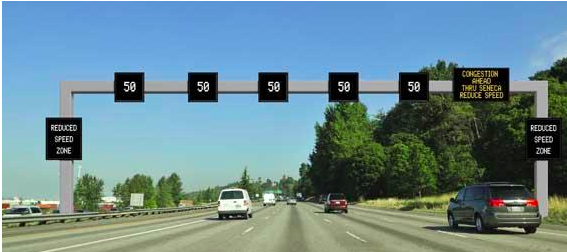 50
50
50
50
50
CONGESTION
AHEAD
THRU SENECA
REDUCE SPEED
REDUCED
SPEED
ZONE
REDUCED
SPEED
ZONE